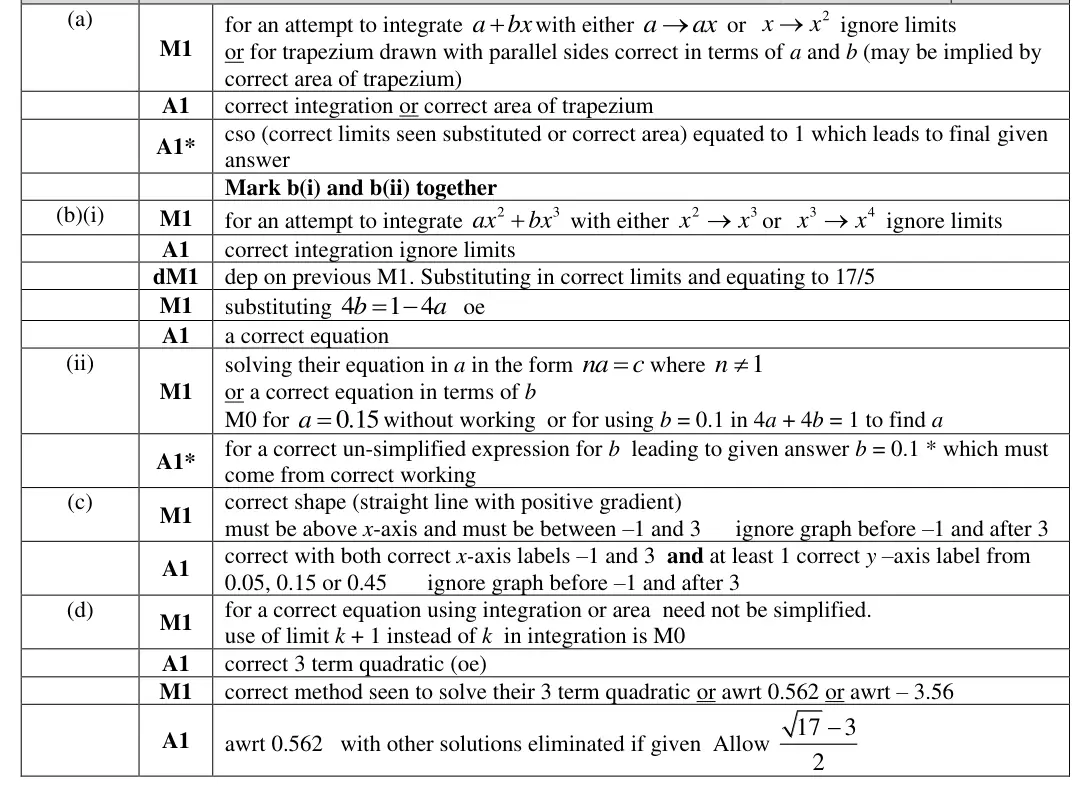 (a)
M1
for an attempt to integrate a + bx with either a → ax or x → x² ignore limits
or for trapezium drawn with parallel sides correct in terms of a and b (may be implied by
correct area of trapezium)
A1 correct integration or correct area of trapezium
A1*
cso (correct limits seen substituted or correct area) equated to 1 which leads to final given
answer
Mark b(i) and b(ii) together
(b)(i) M1 for an attempt to integrate ax² + bx³ with either x² → x³ or x³ → x⁴ ignore limits
A1 correct integration ignore limits
dM1 dep on previous M1. Substituting in correct limits and equating to 17/5
M1 substituting 4b = 1 − 4a oe
A1 a correct equation
(ii)
M1
solving their equation in a in the form na = c where n ≠ 1
or a correct equation in terms of b
M0 for a = 0.15 without working or for using b = 0.1 in 4a + 4b = 1 to find a
A1*
for a correct un-simplified expression for b leading to given answer b = 0.1 * which must
come from correct working
(c)
M1
correct shape (straight line with positive gradient)
must be above x-axis and must be between –1 and 3 ignore graph before –1 and after 3
A1
correct with both correct x-axis labels –1 and 3 and at least 1 correct y –axis label from
0.05, 0.15 or 0.45 ignore graph before –1 and after 3
(d)
M1
for a correct equation using integration or area need not be simplified.
use of limit k + 1 instead of k in integration is M0
A1 correct 3 term quadratic (oe)
M1 correct method seen to solve their 3 term quadratic or awrt 0.562 or awrt – 3.56
A1 awrt 0.562 with other solutions eliminated if given Allow (√17 − 3)/2